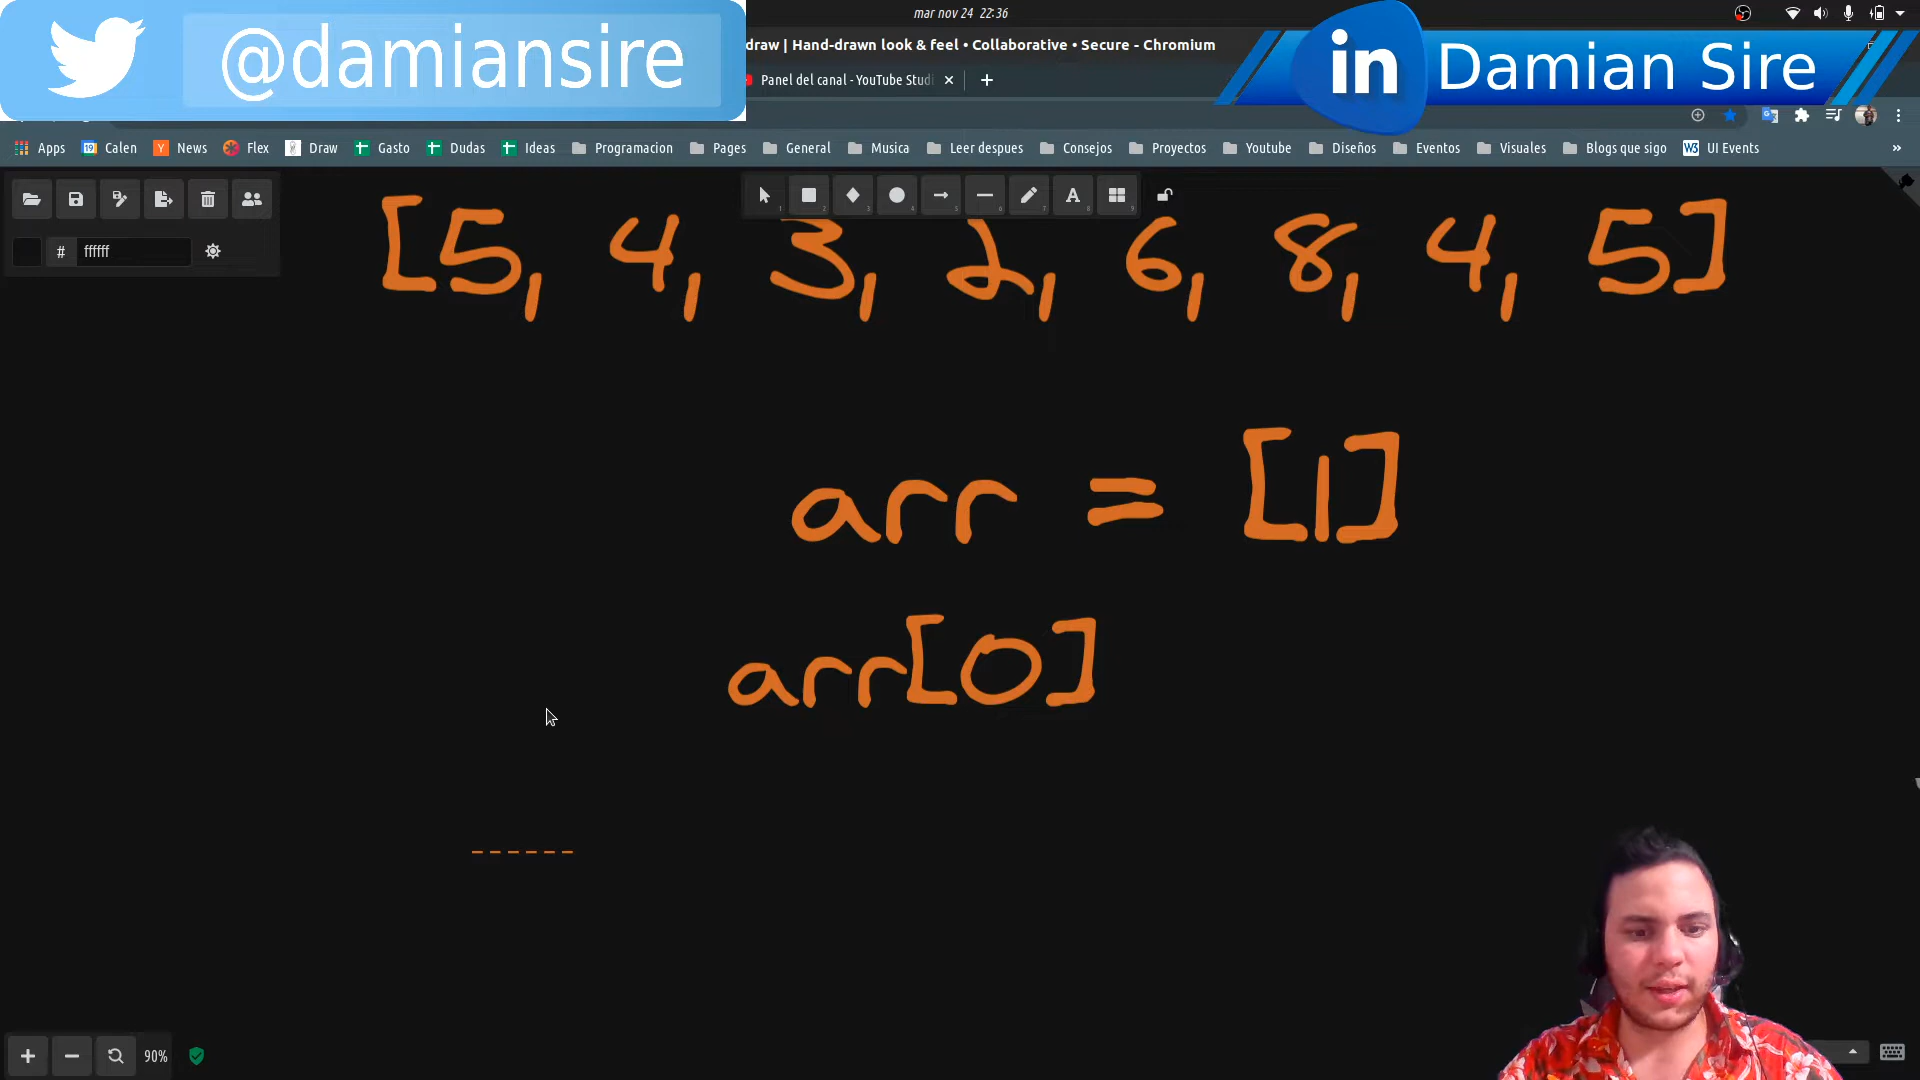 mar nov 24 22:36
@damiansire
draw | Hand-drawn look & feel • Collaborative • Secure - Chromium
in Damian Sire
Panel del canal - YouTube Studi
Apps 19 Calen Y News Flex Draw Gasto Dudas Ideas Programacion Pages General Musica Leer despues Consejos Proyectos Youtube Diseños Eventos Visuales Blogs que sigo W3 UI Events »
# ffffff
[5, 4, 3, 2, 6, 8, 4, 5]
arr = [1]
arr[0]
90%